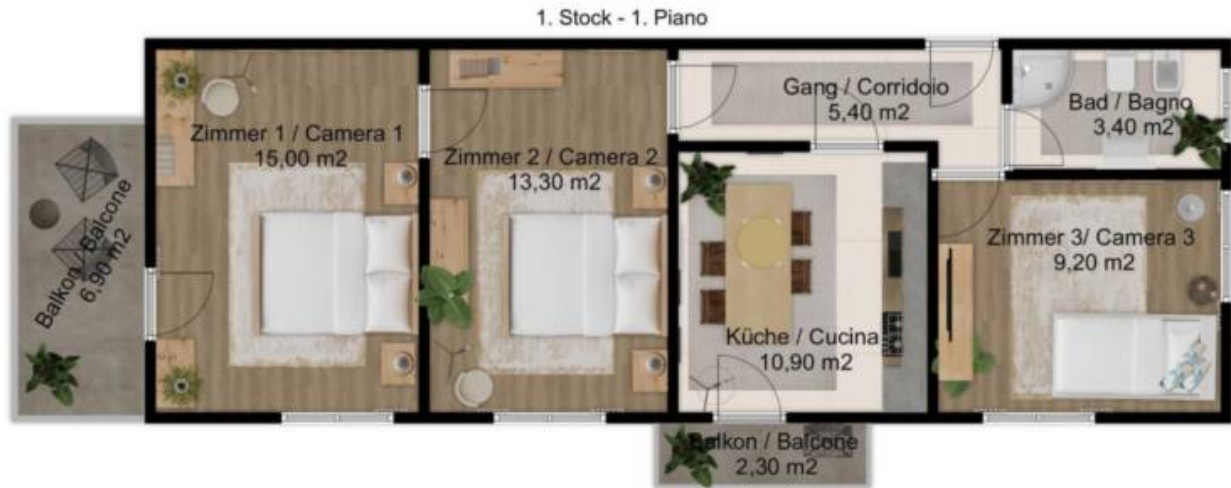 1. Stock - 1. Piano
Gang / Corridoio
5,40 m2
Bad / Bagno
3,40 m2
Zimmer 1 / Camera 1
15,00 m2
Zimmer 2 / Camera 2
13,30 m2
Balkon / Balcone
6,90 m2
Zimmer 3/ Camera 3
9,20 m2
Küche / Cucina
10,90 m2
Balkon / Balcone
2,30 m2